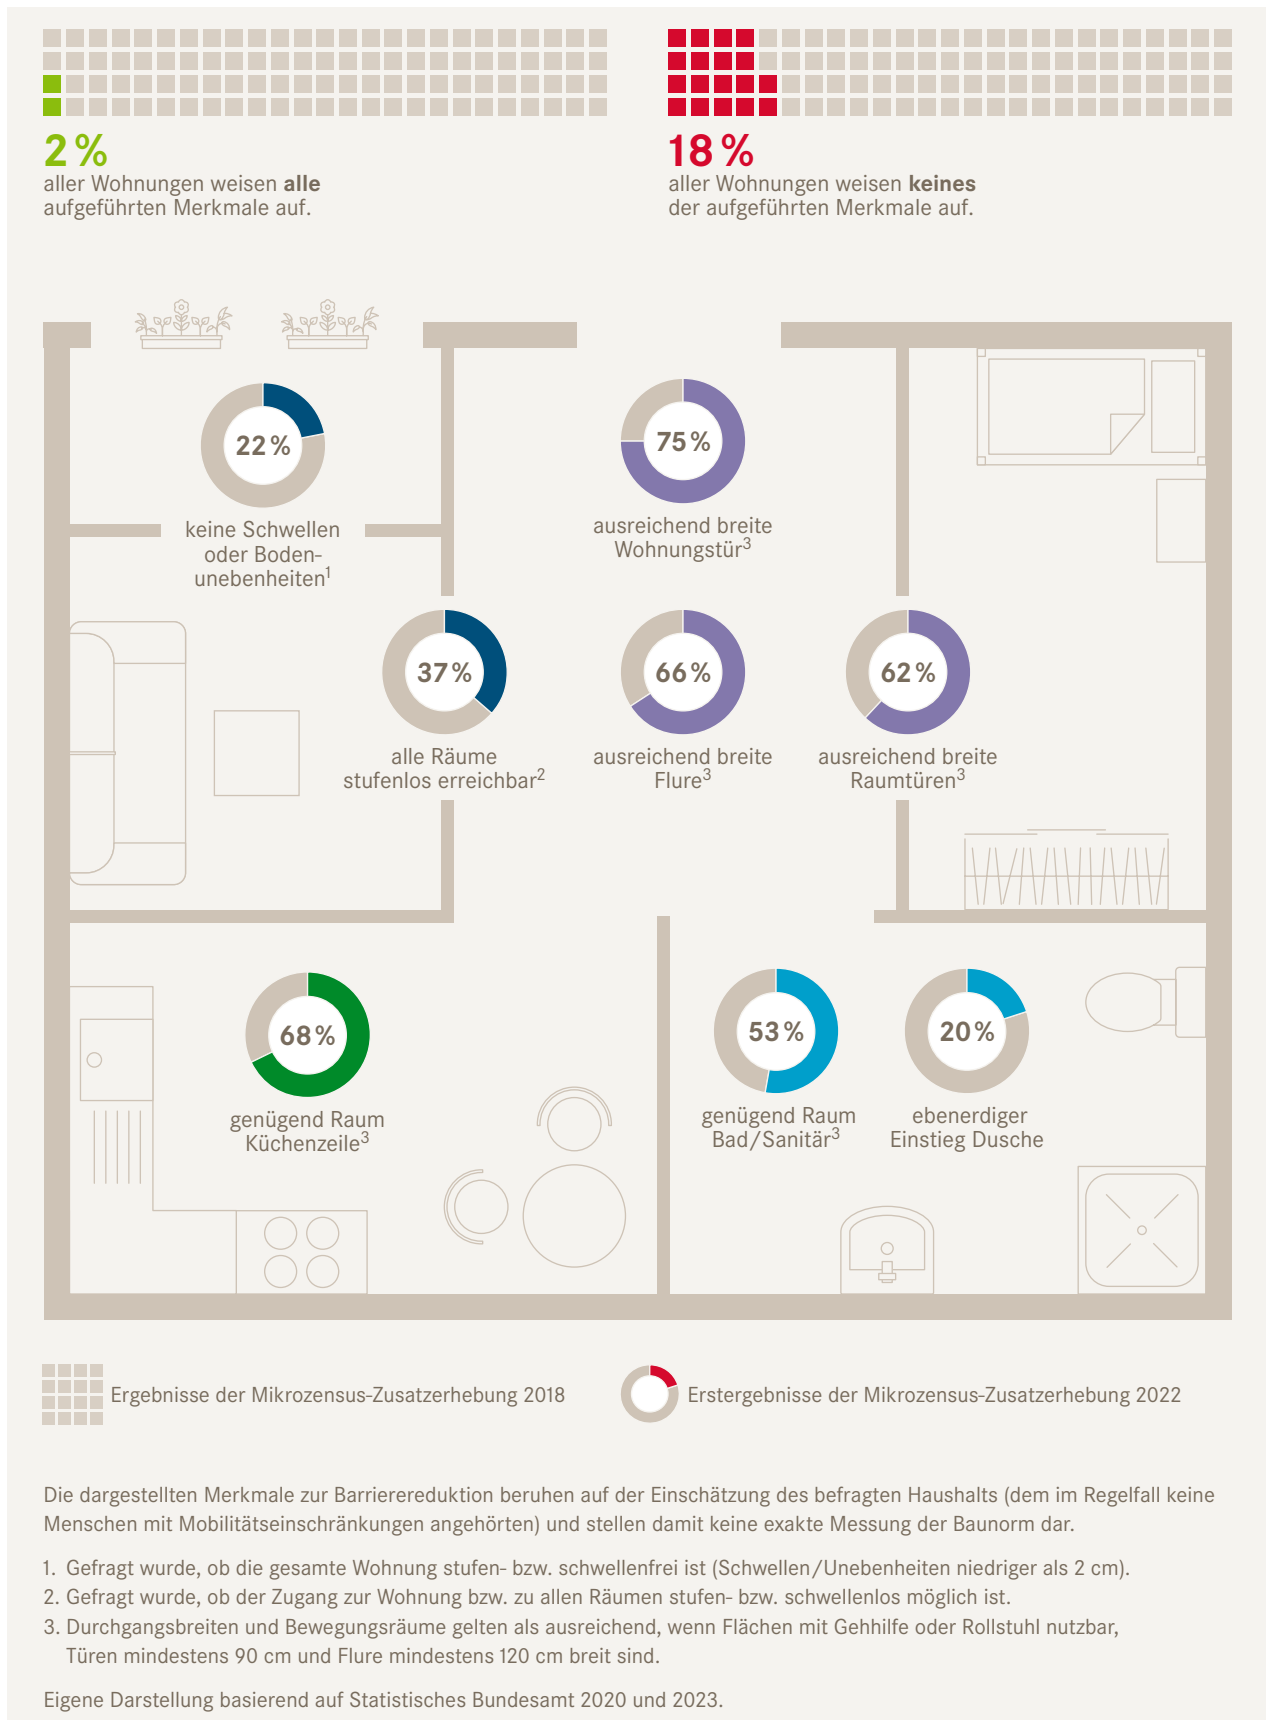 2 %
aller Wohnungen weisen alle
aufgeführten Merkmale auf.
18 %
aller Wohnungen weisen keines
der aufgeführten Merkmale auf.
22 %
keine Schwellen
oder Boden-
unebenheiten¹
75 %
ausreichend breite
Wohnungstür³
37 %
alle Räume
stufenlos erreichbar²
66 %
ausreichend breite
Flure³
62 %
ausreichend breite
Raumtüren³
68 %
genügend Raum
Küchenzeile³
53 %
genügend Raum
Bad/Sanitär³
20 %
ebenerdiger
Einstieg Dusche
Ergebnisse der Mikrozensus-Zusatzerhebung 2018
Erstergebnisse der Mikrozensus-Zusatzerhebung 2022
Die dargestellten Merkmale zur Barrierereduktion beruhen auf der Einschätzung des befragten Haushalts (dem im Regelfall keine
Menschen mit Mobilitätseinschränkungen angehörten) und stellen damit keine exakte Messung der Baunorm dar.
1. Gefragt wurde, ob die gesamte Wohnung stufen- bzw. schwellenfrei ist (Schwellen/Unebenheiten niedriger als 2 cm).
2. Gefragt wurde, ob der Zugang zur Wohnung bzw. zu allen Räumen stufen- bzw. schwellenlos möglich ist.
3. Durchgangsbreiten und Bewegungsräume gelten als ausreichend, wenn Flächen mit Gehhilfe oder Rollstuhl nutzbar,
Türen mindestens 90 cm und Flure mindestens 120 cm breit sind.
Eigene Darstellung basierend auf Statistisches Bundesamt 2020 und 2023.